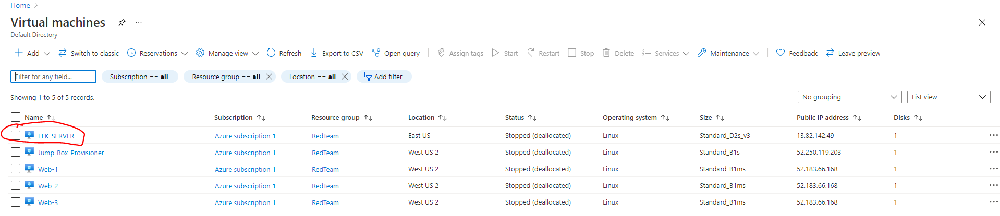 Home >
Virtual machines ...
Default Directory
Add Switch to classic Reservations Manage view Refresh Export to CSV Open query Assign tags Start Restart Stop Delete Services Maintenance Feedback Leave preview
Filter for any field... Subscription == all Resource group == all Location == all Add filter
Showing 1 to 5 of 5 records. No grouping List view
Name Subscription Resource group Location Status Operating system Size Public IP address Disks
ELK-SERVER Azure subscription 1 RedTeam East US Stopped (deallocated) Linux Standard_D2s_v3 13.82.142.49 1 ...
Jump-Box-Provisioner Azure subscription 1 RedTeam West US 2 Stopped (deallocated) Linux Standard_B1s 52.250.119.203 1 ...
Web-1 Azure subscription 1 RedTeam West US 2 Stopped (deallocated) Linux Standard_B1ms 52.183.66.168 1 ...
Web-2 Azure subscription 1 RedTeam West US 2 Stopped (deallocated) Linux Standard_B1ms 52.183.66.168 1 ...
Web-3 Azure subscription 1 RedTeam West US 2 Stopped (deallocated) Linux Standard_B1ms 52.183.66.168 1 ...